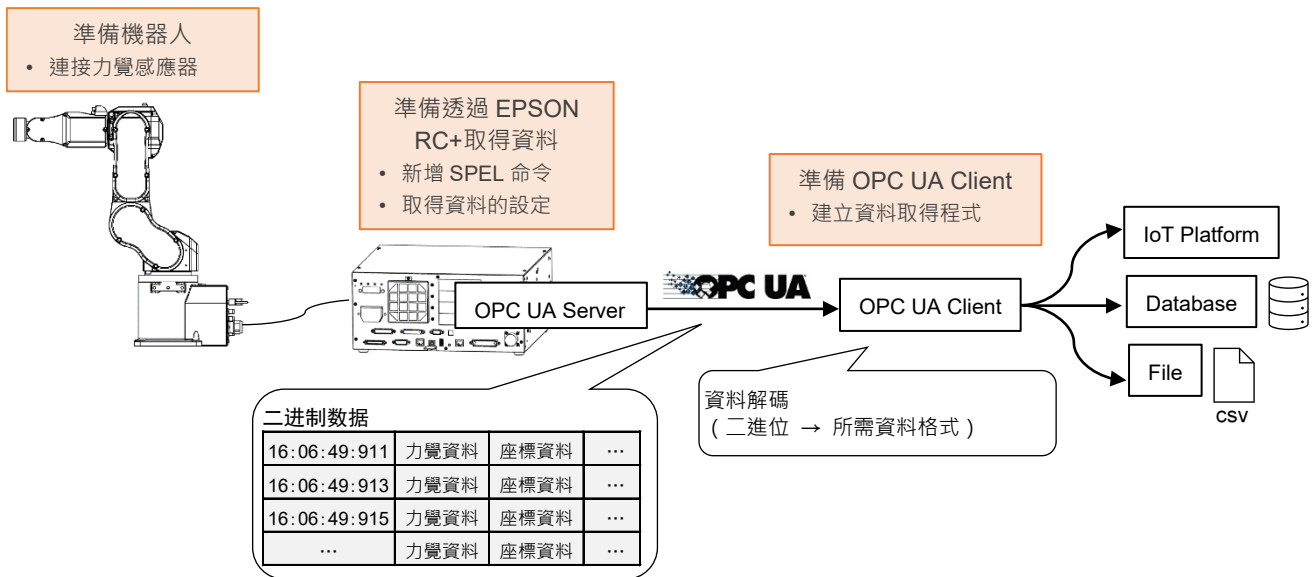 準備機器人
• 連接力覺感應器
準備透過 EPSON
RC+取得資料
• 新增 SPEL 命令
• 取得資料的設定
準備 OPC UA Client
• 建立資料取得程式
OPC UA Server
OPC UA
OPC UA Client
IoT Platform
Database
File
CSV
二进制数据
16:06:49:911 力覺資料 座標資料 …
16:06:49:913 力覺資料 座標資料 …
16:06:49:915 力覺資料 座標資料 …
… 力覺資料 座標資料 …
資料解碼
(二進位 → 所需資料格式)